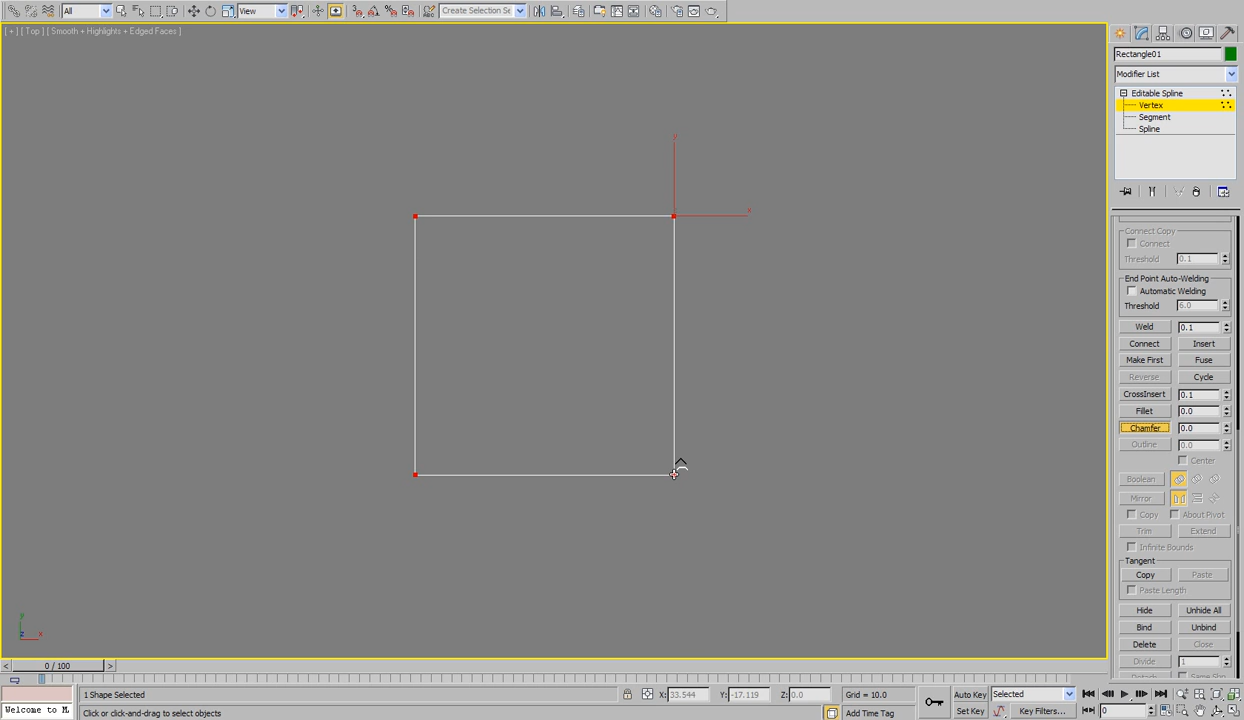 All
View
Create Selection Se
[ + ] [ Top ] [ Smooth + Highlights + Edged Faces ]
Rectangle01
Modifier List
Editable Spline
Vertex
Segment
Spline
y
x
Connect Copy
Connect
Threshold 0.1
End Point Auto-Welding
Automatic Welding
Threshold 6.0
Weld 0.1
Connect Insert
Make First Fuse
Reverse Cycle
CrossInsert 0.1
Fillet 0.0
Chamfer 0.0
Outline 0.0
Center
Boolean
Mirror
Copy About Pivot
Trim Extend
Infinite Bounds
Tangent
Copy Paste
Paste Length
Hide Unhide All
Bind Unbind
Delete Close
Divide 1
y
z x
< 0 / 100 >
1 Shape Selected X: 33.544 Y: -17.119 Z: 0.0 Grid = 10.0 Auto Key Selected
Welcome to M Click or click-and-drag to select objects Add Time Tag Set Key Key Filters... 0